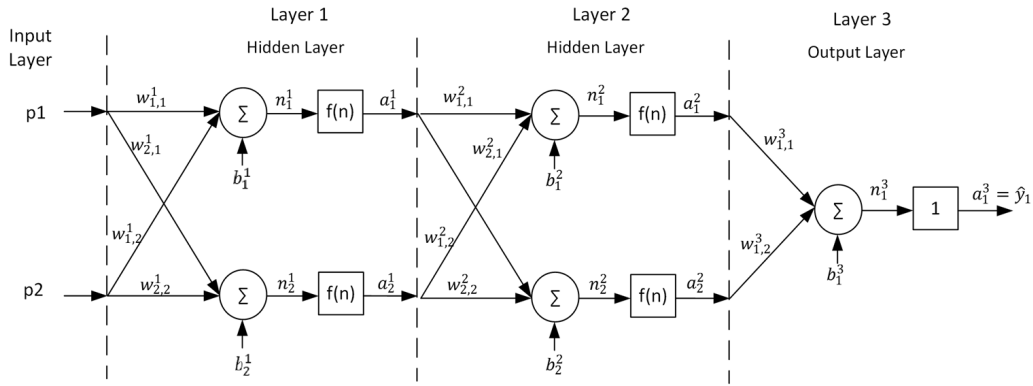 Layer 1
Layer 2
Layer 3
Input
Layer
Hidden Layer
Hidden Layer
Output Layer
p1
w^1_{1,1}
∑
n^1_1
f(n)
a^1_1
w^2_{1,1}
∑
n^2_1
f(n)
a^2_1
w^1_{2,1}
w^2_{2,1}
w^3_{1,1}
b^1_1
b^2_1
∑
n^3_1
1
a^3_1 = ŷ_1
w^1_{1,2}
w^2_{1,2}
w^3_{1,2}
b^3_1
p2
w^1_{2,2}
∑
n^1_2
f(n)
a^1_2
w^2_{2,2}
∑
n^2_2
f(n)
a^2_2
b^1_2
b^2_2